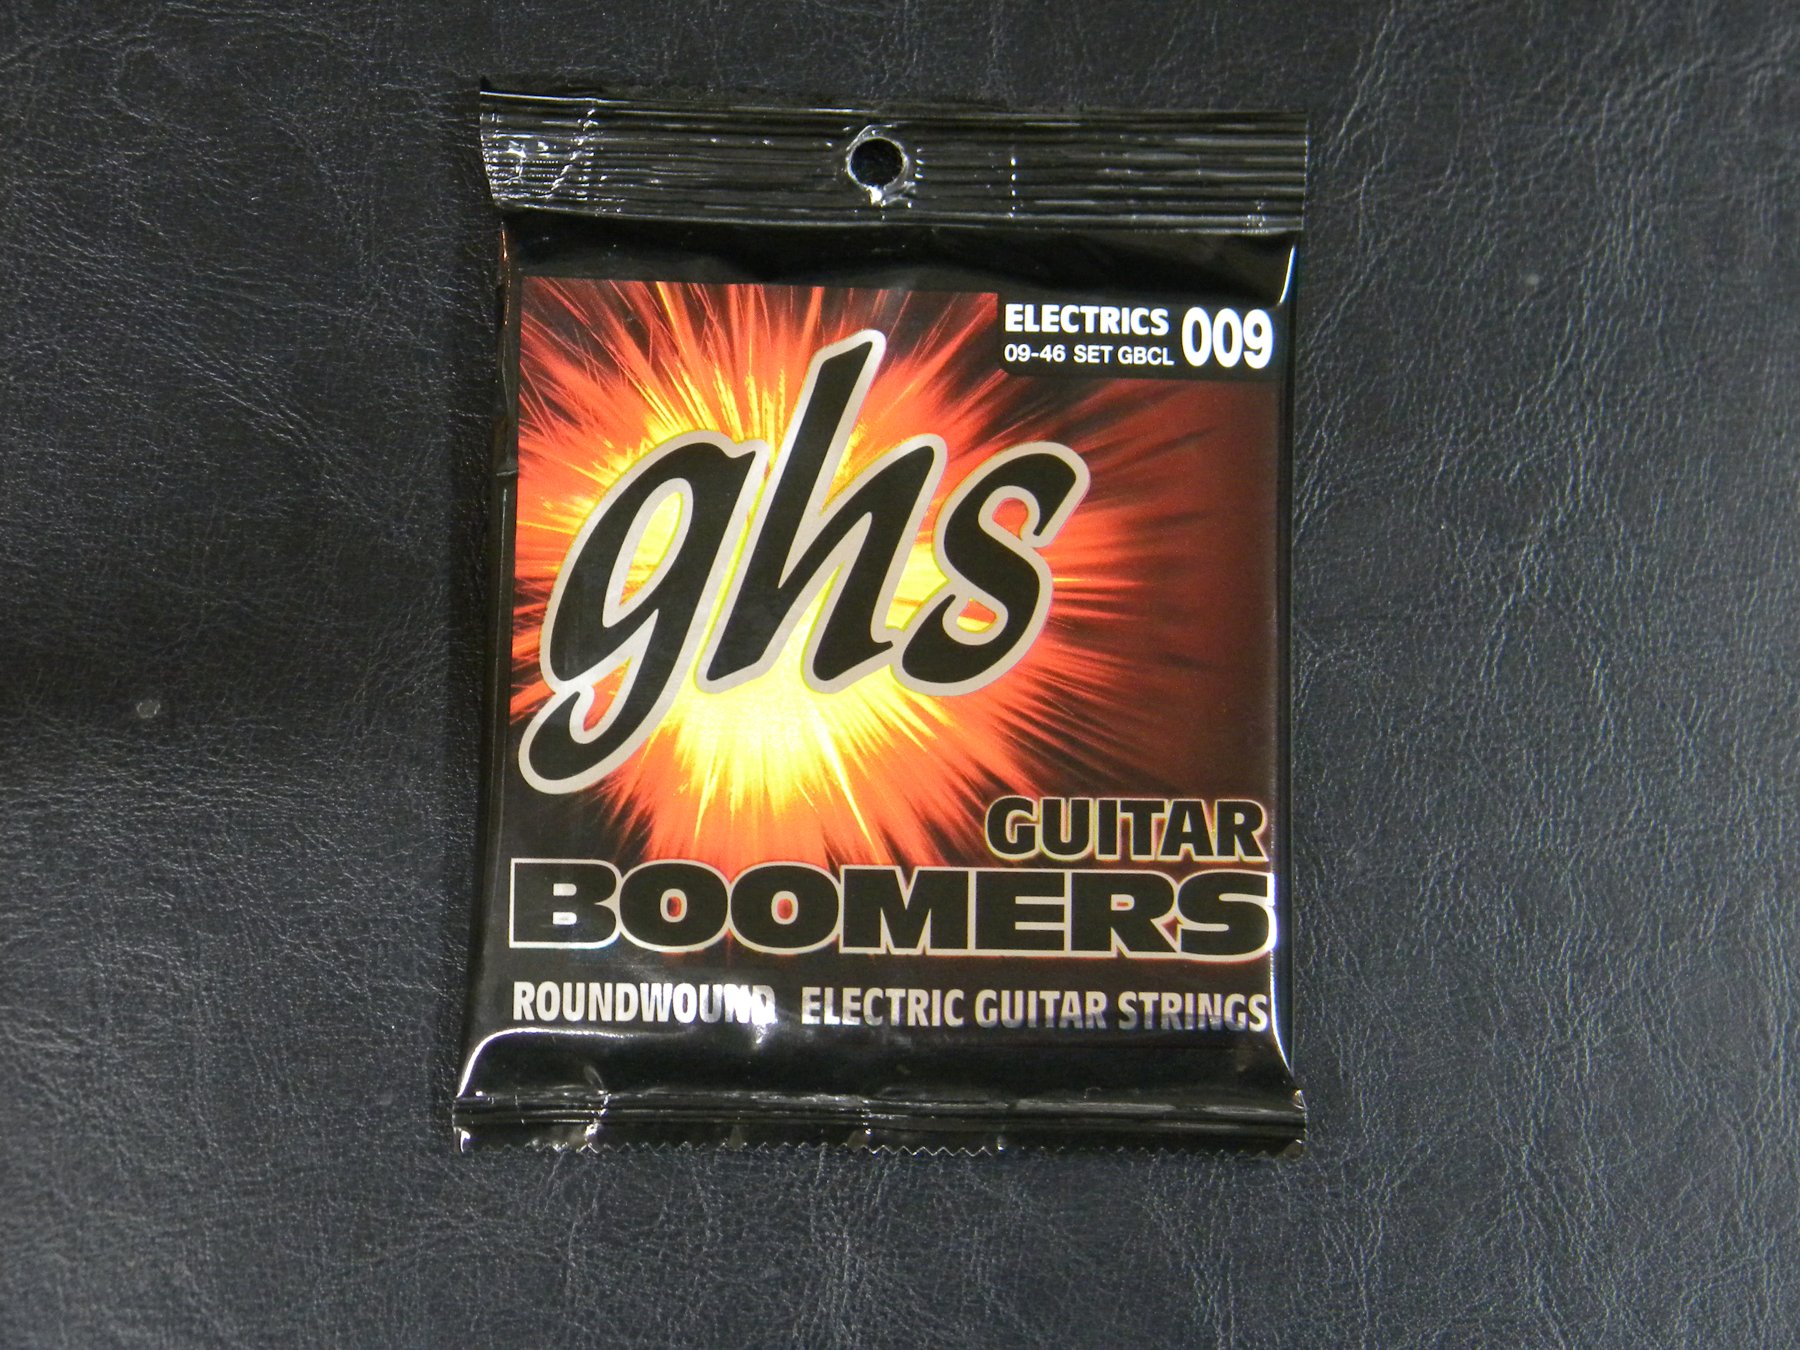 ELECTRICS 009
09-46 SET GBCL
ghs
GUITAR
BOOMERS
ROUNDWOUND ELECTRIC GUITAR STRINGS